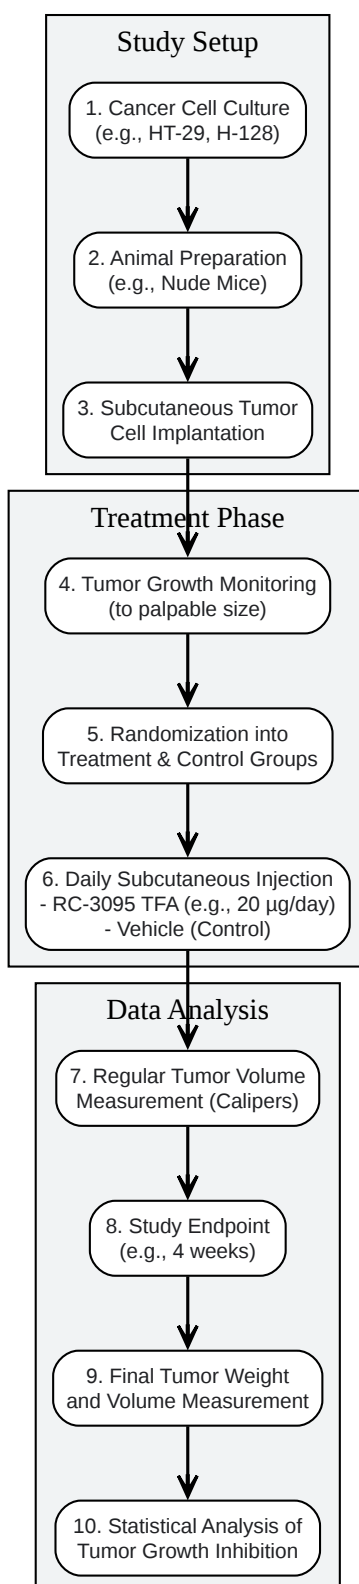 Study Setup
1. Cancer Cell Culture
(e.g., HT-29, H-128)
2. Animal Preparation
(e.g., Nude Mice)
3. Subcutaneous Tumor
Cell Implantation
Treatment Phase
4. Tumor Growth Monitoring
(to palpable size)
5. Randomization into
Treatment & Control Groups
6. Daily Subcutaneous Injection
- RC-3095 TFA (e.g., 20 µg/day)
- Vehicle (Control)
Data Analysis
7. Regular Tumor Volume
Measurement (Calipers)
8. Study Endpoint
(e.g., 4 weeks)
9. Final Tumor Weight
and Volume Measurement
10. Statistical Analysis of
Tumor Growth Inhibition